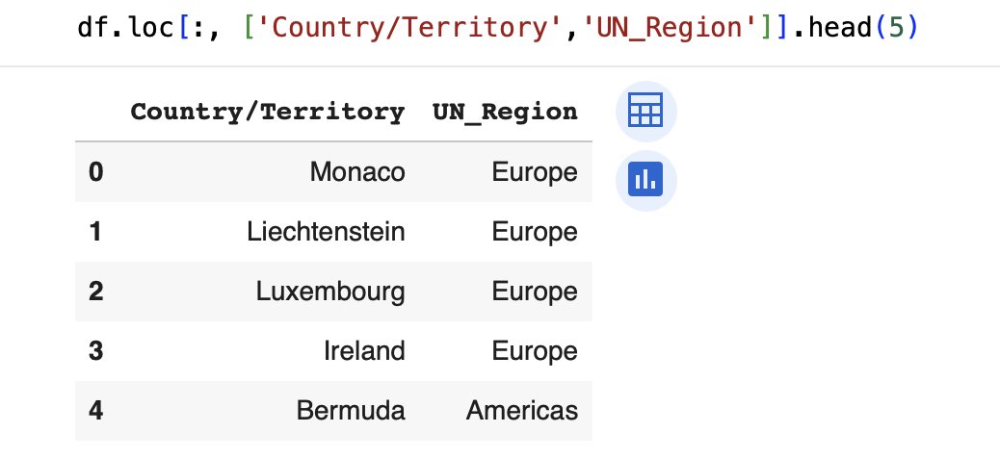 df.loc[:, ['Country/Territory','UN_Region']].head(5)
Country/Territory UN_Region
0 Monaco Europe
1 Liechtenstein Europe
2 Luxembourg Europe
3 Ireland Europe
4 Bermuda Americas